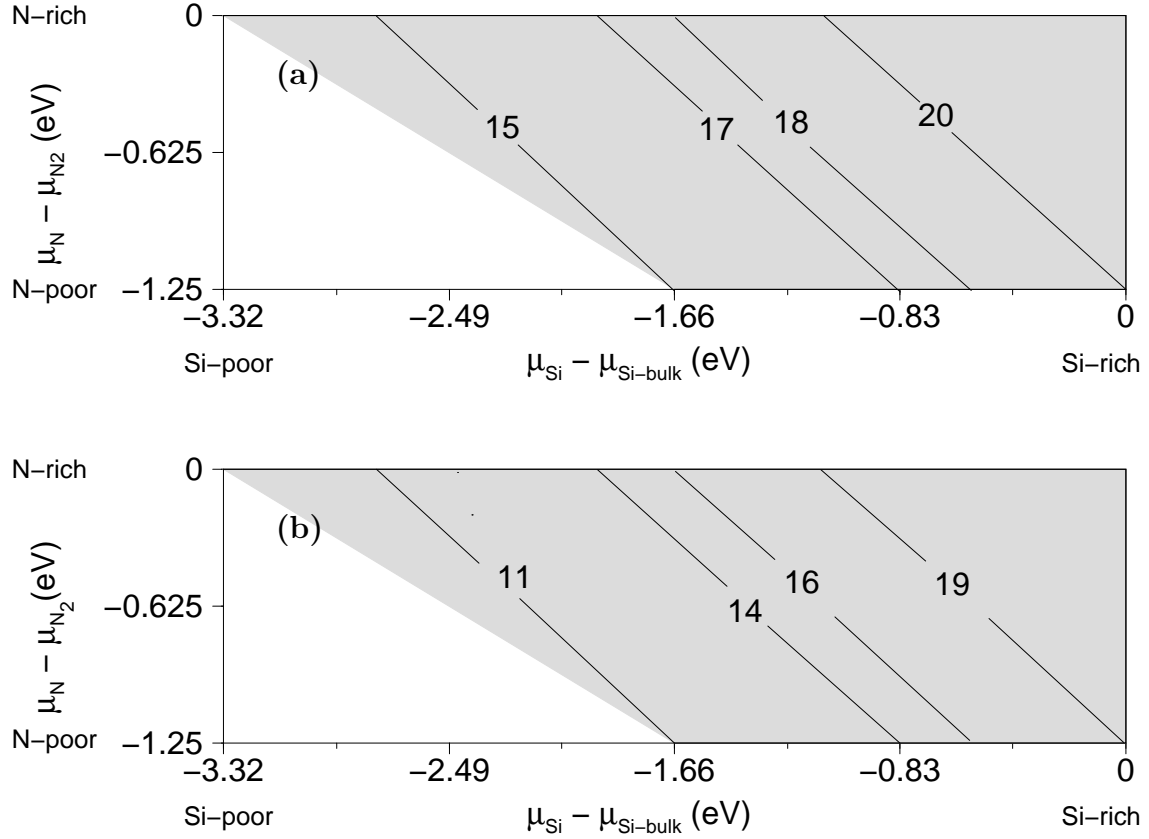 N−rich 0
(a)
μN − μN2 (eV)
15 17 18 20
−0.625
N−poor −1.25
−3.32 −2.49 −1.66 −0.83 0
Si−poor μSi − μSi−bulk (eV) Si−rich
N−rich 0
(b)
μN − μN2 (eV)
11 14 16 19
−0.625
N−poor −1.25
−3.32 −2.49 −1.66 −0.83 0
Si−poor μSi − μSi−bulk (eV) Si−rich